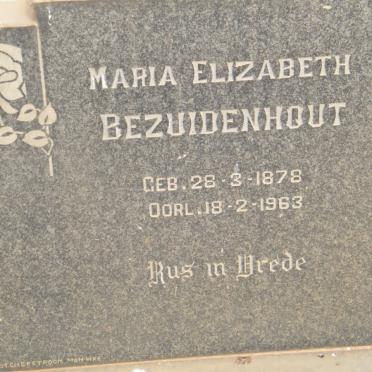 MARIA ELIZABETH
BEZUIDENHOUT
GEB. 28-3-1878
OORL. 18-2-1963
Rus in Vrede